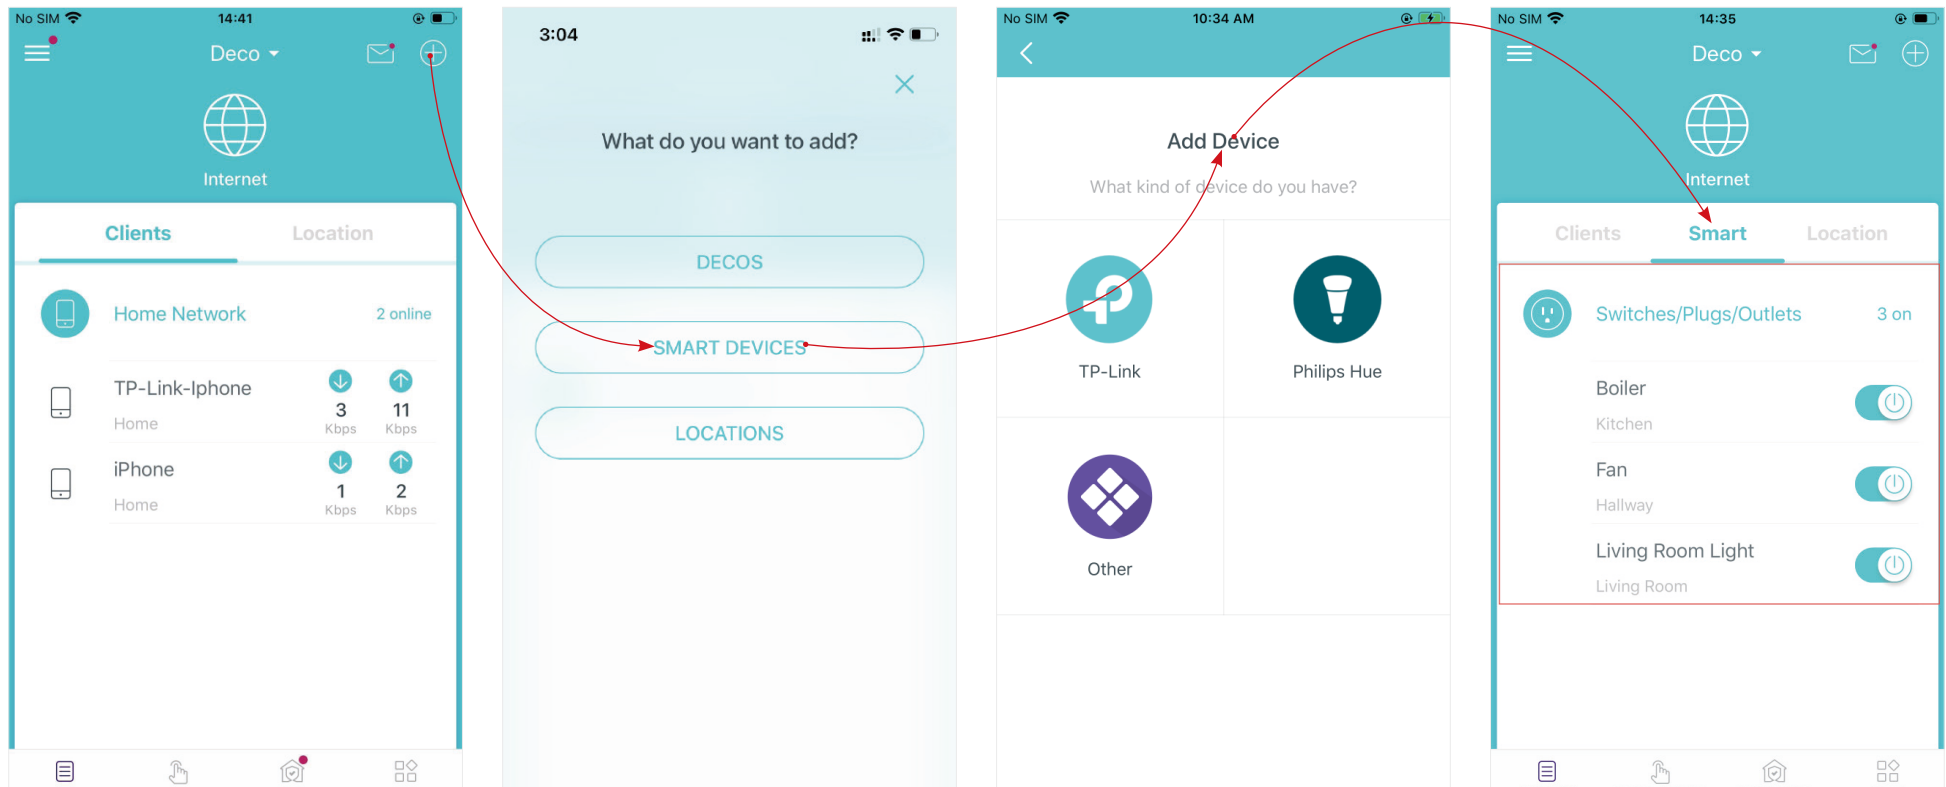 No SIM 14:41
Deco
Internet
Clients Location
Home Network 2 online
TP-Link-Iphone
Home
3 11
Kbps Kbps
iPhone
Home
1 2
Kbps Kbps
3:04
What do you want to add?
DECOS
SMART DEVICES
LOCATIONS
No SIM 10:34 AM
Add Device
What kind of device do you have?
TP-Link Philips Hue
Other
No SIM 14:35
Deco
Internet
Clients Smart Location
Switches/Plugs/Outlets 3 on
Boiler
Kitchen
Fan
Hallway
Living Room Light
Living Room